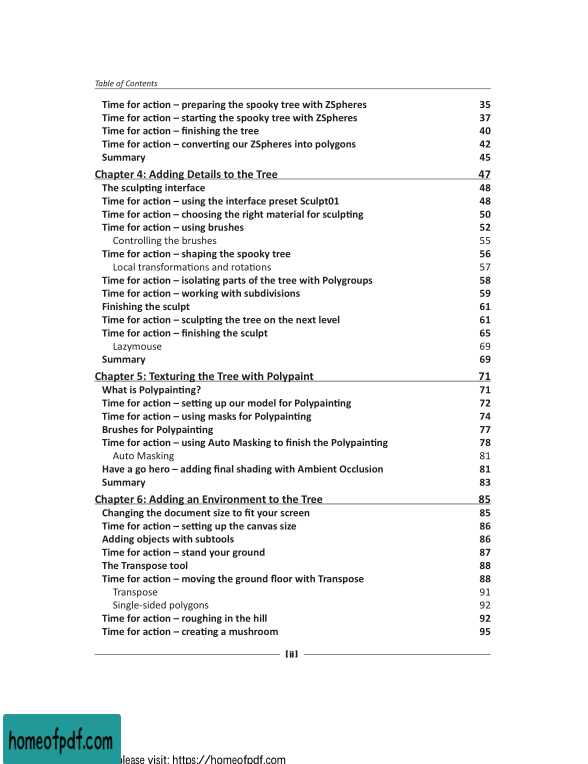 Table of Contents
Time for action – preparing the spooky tree with ZSpheres 35
Time for action – starting the spooky tree with ZSpheres 37
Time for action – finishing the tree 40
Time for action – converting our ZSpheres into polygons 42
Summary 45
Chapter 4: Adding Details to the Tree 47
The sculpting interface 48
Time for action – using the interface preset Sculpt01 48
Time for action – choosing the right material for sculpting 50
Time for action – using brushes 52
Controlling the brushes 55
Time for action – shaping the spooky tree 56
Local transformations and rotations 57
Time for action – isolating parts of the tree with Polygroups 58
Time for action – working with subdivisions 59
Finishing the sculpt 61
Time for action – sculpting the tree on the next level 61
Time for action – finishing the sculpt 65
Lazymouse 69
Summary 69
Chapter 5: Texturing the Tree with Polypaint 71
What is Polypainting? 71
Time for action – setting up our model for Polypainting 72
Time for action – using masks for Polypainting 74
Brushes for Polypainting 77
Time for action – using Auto Masking to finish the Polypainting 78
Auto Masking 81
Have a go hero – adding final shading with Ambient Occlusion 81
Summary 83
Chapter 6: Adding an Environment to the Tree 85
Changing the document size to fit your screen 85
Time for action – setting up the canvas size 86
Adding objects with subtools 86
Time for action – stand your ground 87
The Transpose tool 88
Time for action – moving the ground floor with Transpose 88
Transpose 91
Single-sided polygons 92
Time for action – roughing in the hill 92
Time for action – creating a mushroom 95
[ii]
homeofpdf.com
please visit: https://homeofpdf.com